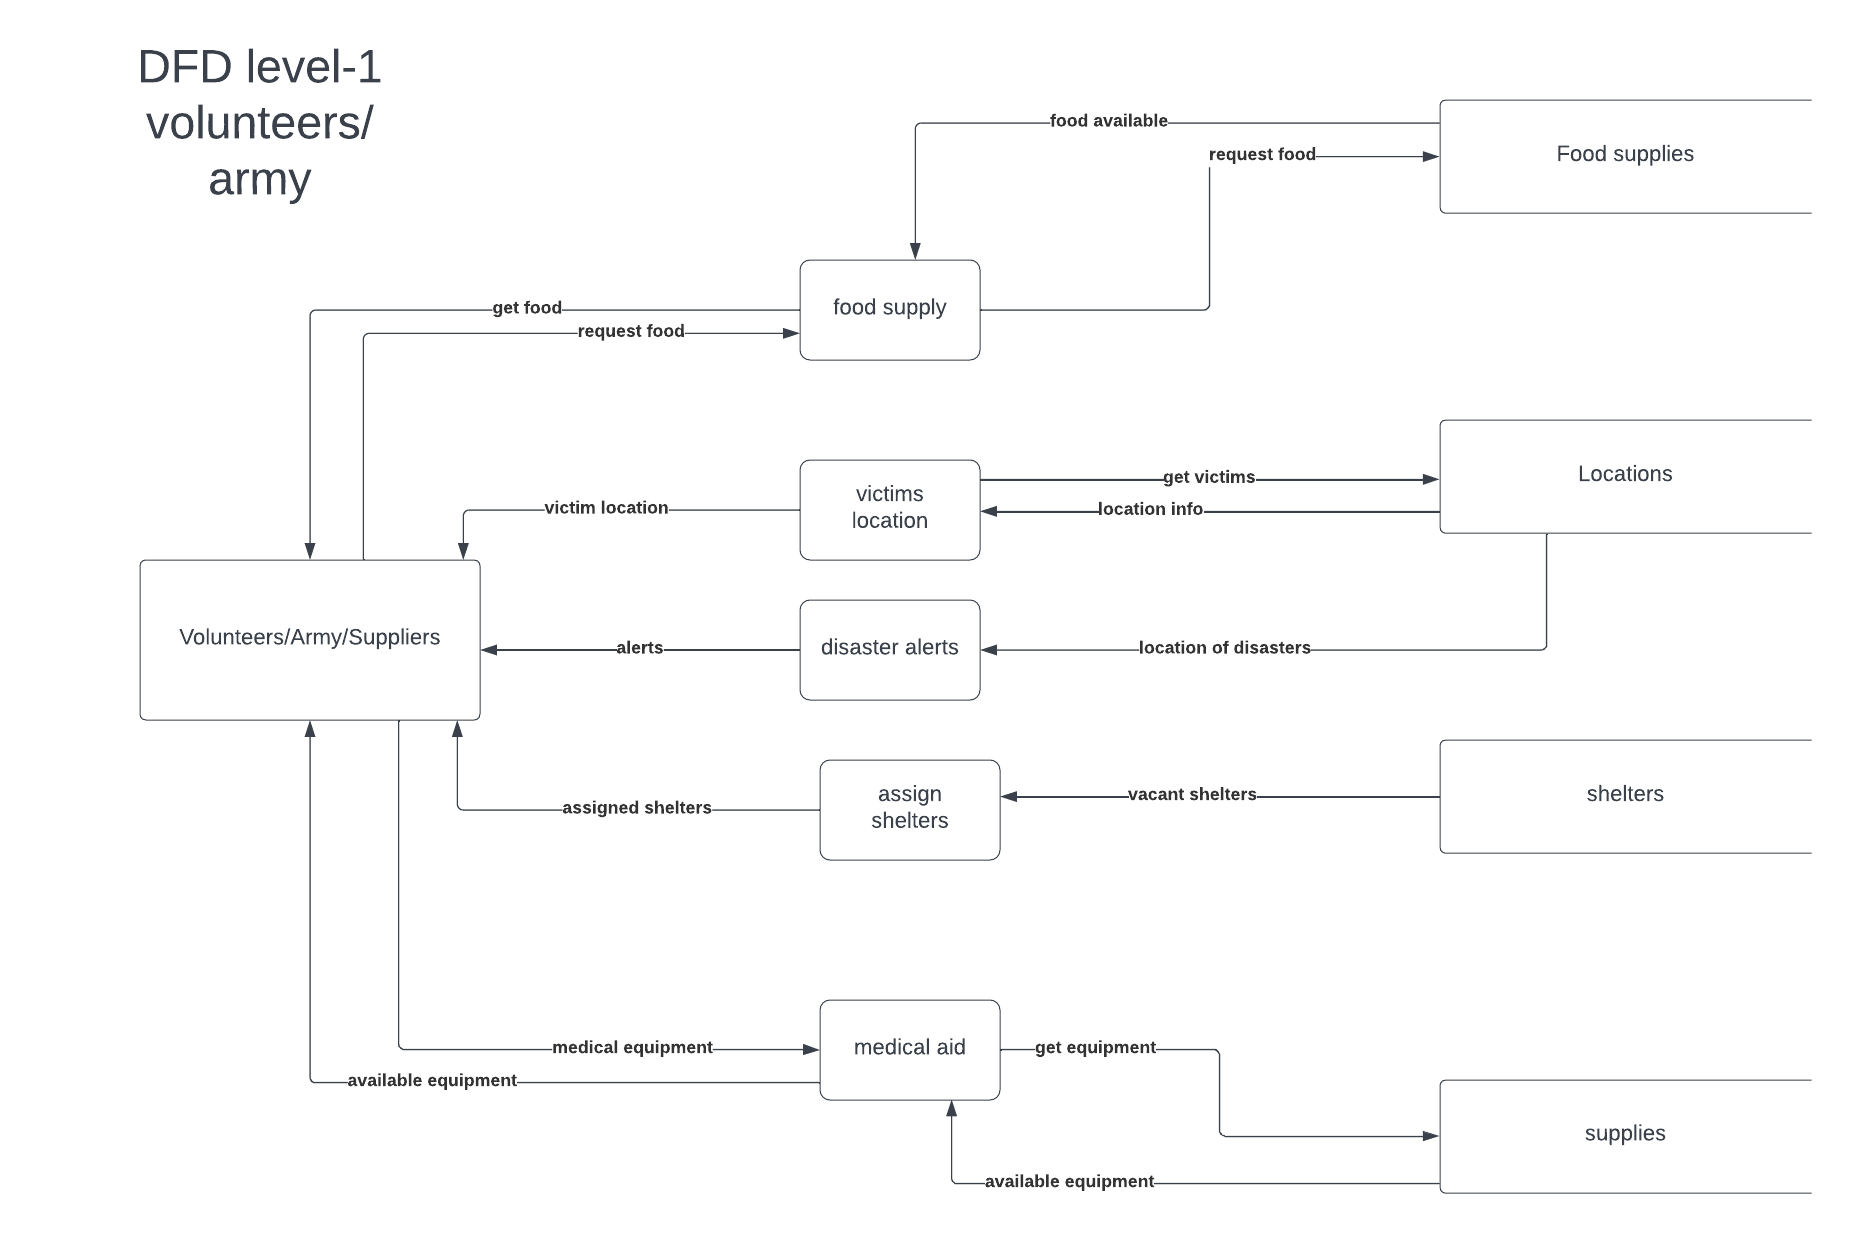 DFD level-1
volunteers/
army
food available
request food
Food supplies
get food
request food
food supply
victims
location
get victims
location info
Locations
victim location
Volunteers/Army/Suppliers
alerts
disaster alerts
location of disasters
assigned shelters
assign
shelters
vacant shelters
shelters
medical equipment
available equipment
medical aid
get equipment
supplies
available equipment